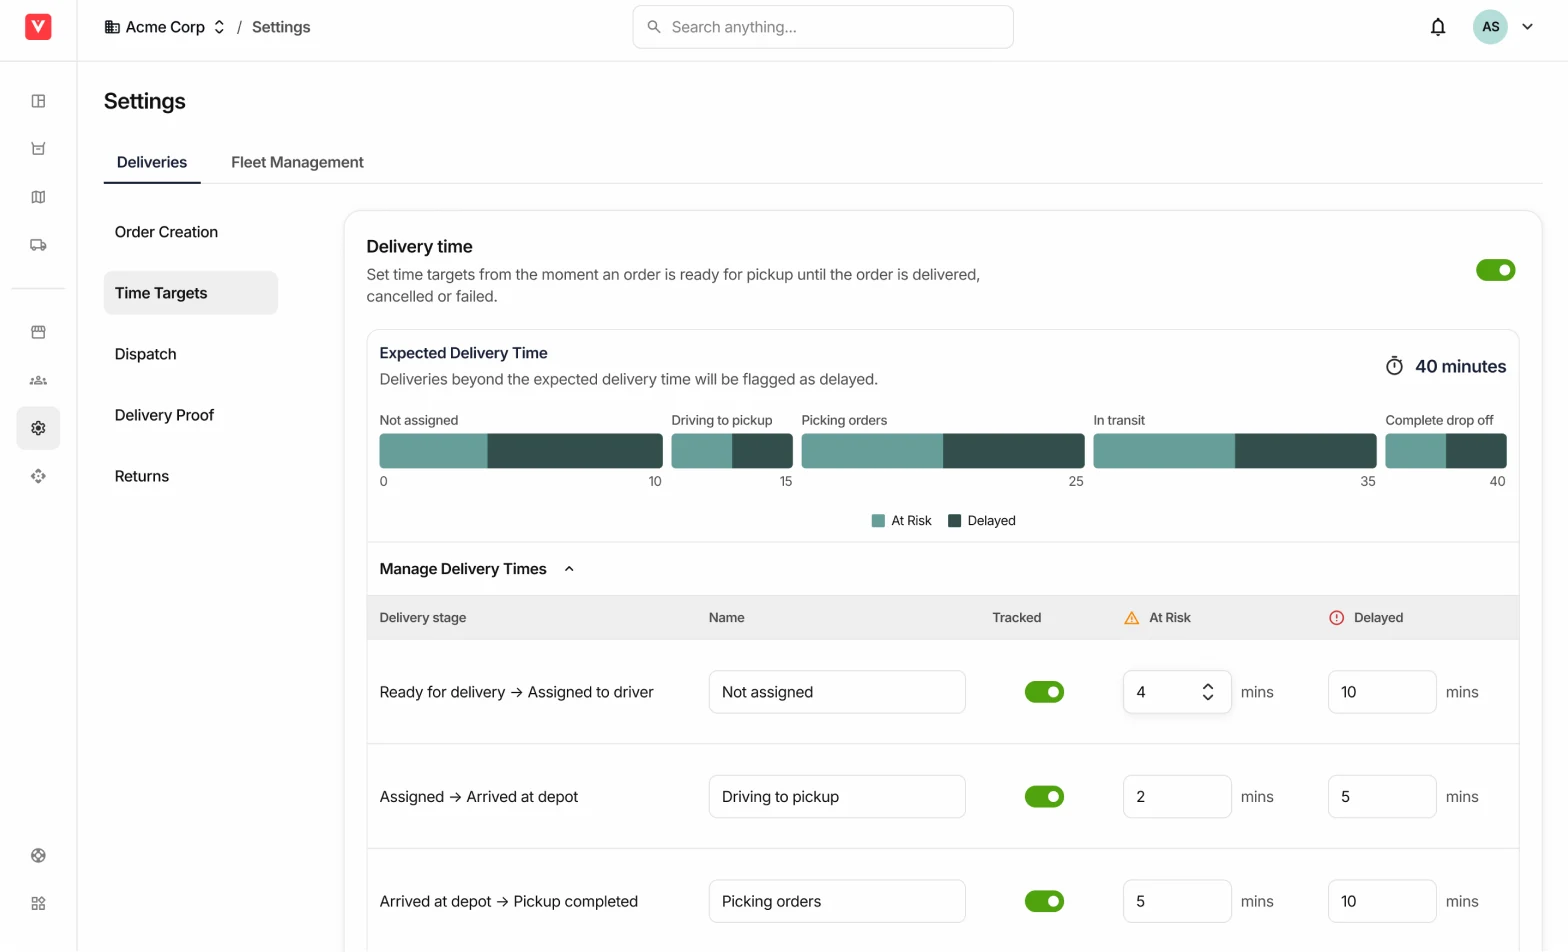 Acme Corp / Settings
Search anything...
AS
Settings
Deliveries
Fleet Management
Order Creation
Time Targets
Dispatch
Delivery Proof
Returns
Delivery time
Set time targets from the moment an order is ready for pickup until the order is delivered,
cancelled or failed.
Expected Delivery Time
Deliveries beyond the expected delivery time will be flagged as delayed.
40 minutes
Not assigned
Driving to pickup
Picking orders
In transit
Complete drop off
0
10
15
25
35
40
At Risk
Delayed
Manage Delivery Times
Delivery stage
Name
Tracked
At Risk
Delayed
Ready for delivery → Assigned to driver
Not assigned
4
mins
10
mins
Assigned → Arrived at depot
Driving to pickup
2
mins
5
mins
Arrived at depot → Pickup completed
Picking orders
5
mins
10
mins